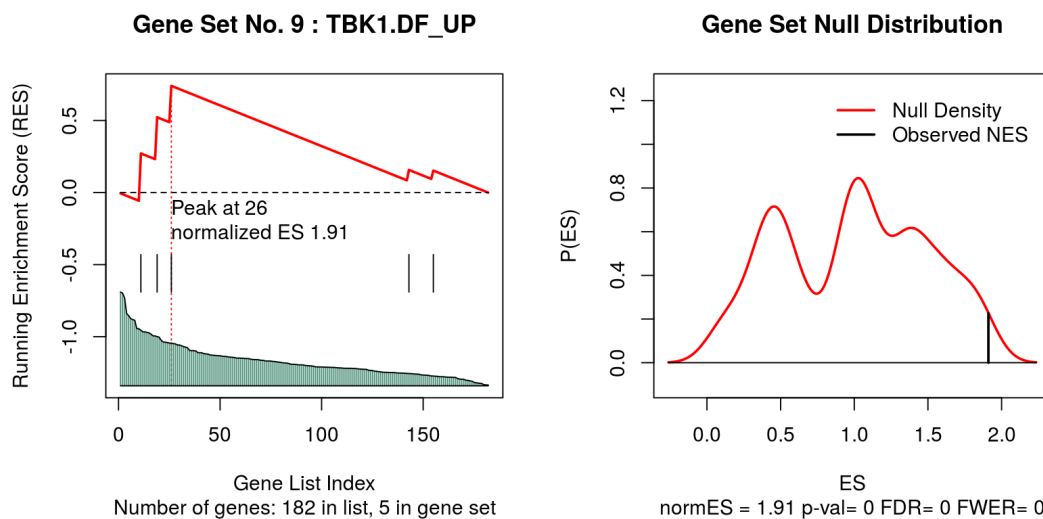 Gene Set No. 9 : TBK1.DF_UP
Running Enrichment Score (RES)
0.5
0.0
-0.5
-1.0
Peak at 26
normalized ES 1.91
0
50
100
150
Gene List Index
Number of genes: 182 in list, 5 in gene set
Gene Set Null Distribution
P(ES)
1.2
0.8
0.4
0.0
Null Density
Observed NES
0.0
0.5
1.0
1.5
2.0
ES
normES = 1.91 p-val= 0 FDR= 0 FWER= 0